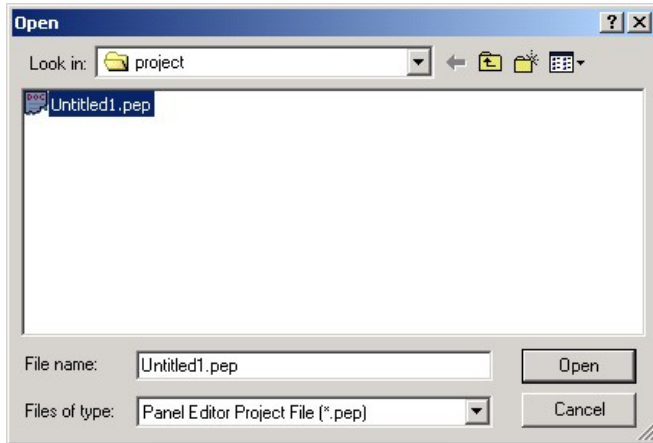 Open
Look in: project
DOC
Untitled1.pep
File name: Untitled1.pep Open
Files of type: Panel Editor Project File (*.pep) Cancel